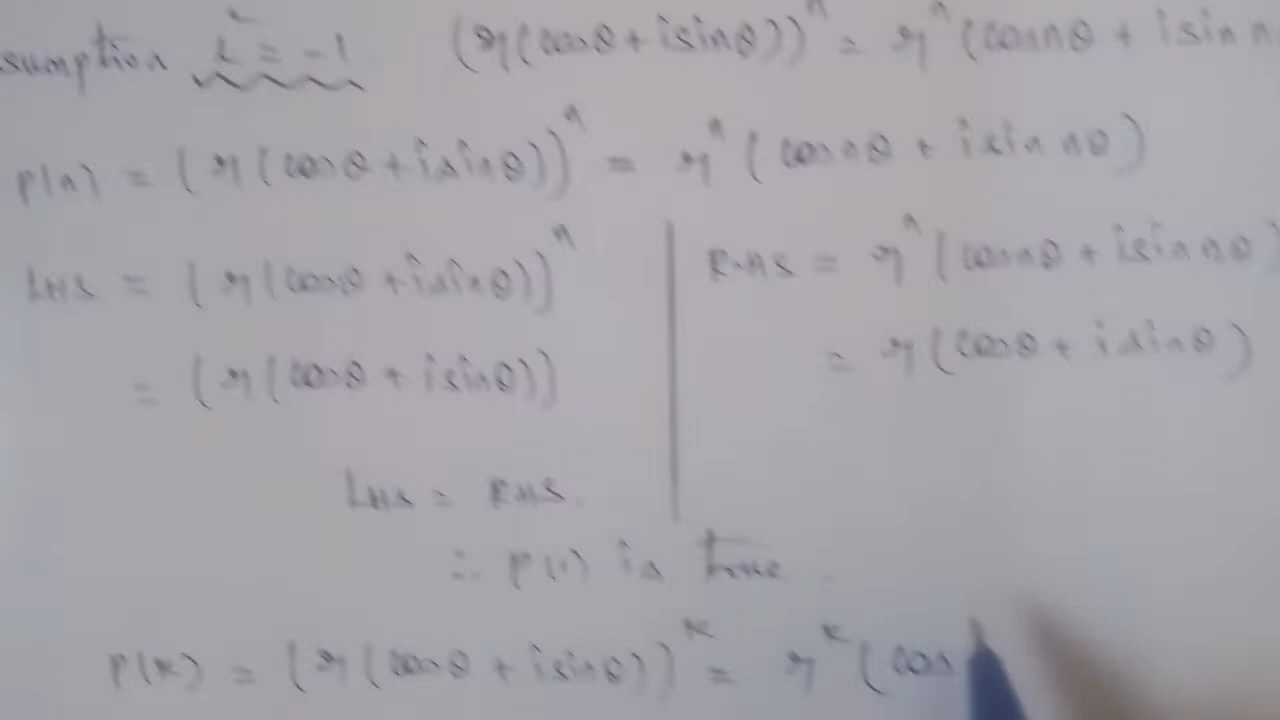 sumption i² = -1 (r(cosθ + isinθ))ⁿ = rⁿ(cosnθ + isin n
P(n) = (r(cosθ + isinθ))ⁿ = rⁿ(cosnθ + isin nθ)
LHS = (r(cosθ + isinθ))ⁿ RHS = rⁿ(cosnθ + isin nθ)
= (r(cosθ + isinθ)) = r(cosθ + isinθ)
LHS = RHS.
∴ P(1) is true.
P(K) = (r(cosθ + isinθ))ᴷ = rᴷ(cos